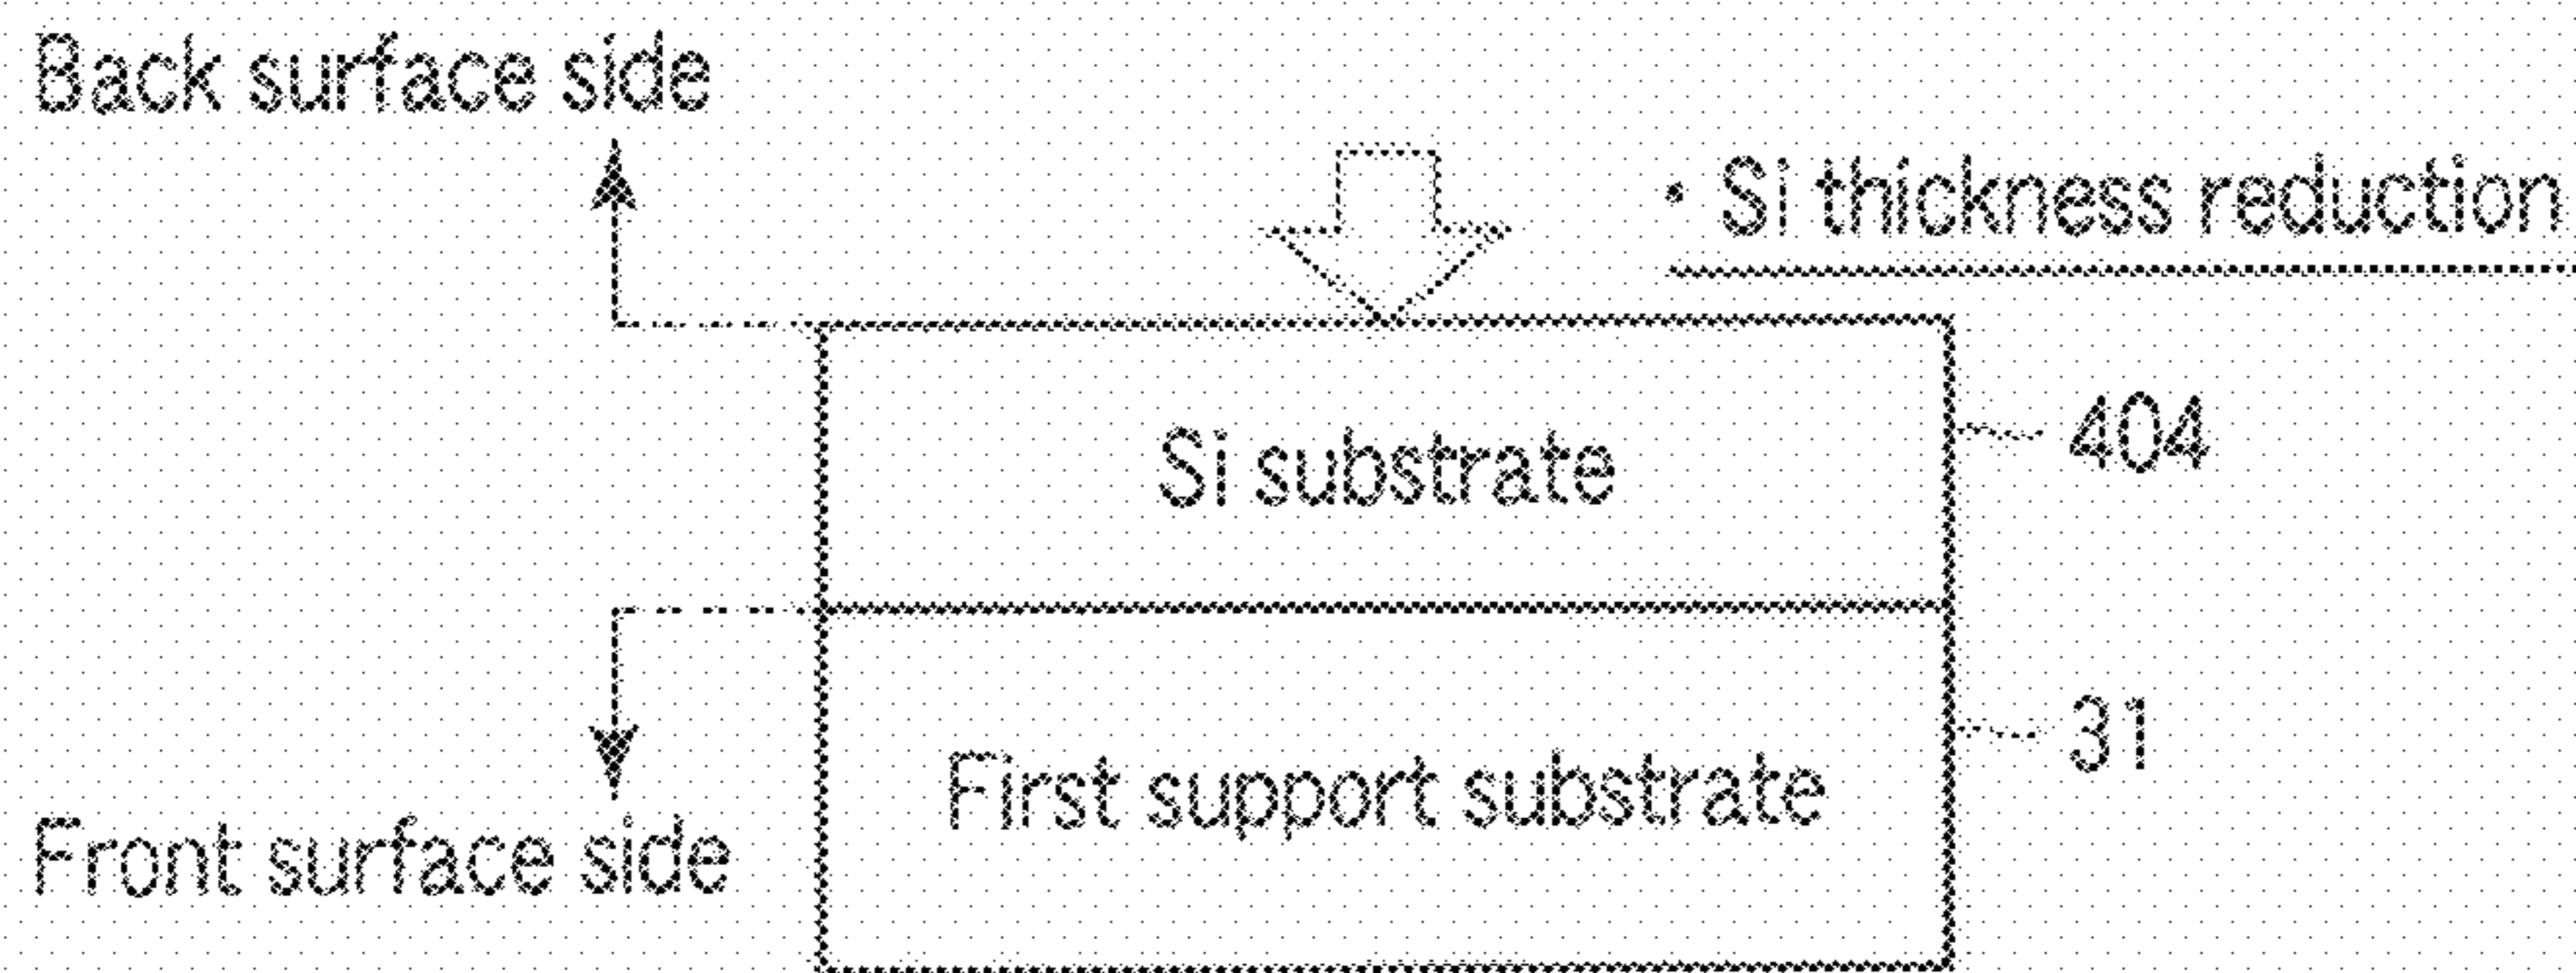 Back surface side
• Si thickness reduction
Si substrate
404
First support substrate
31
Front surface side